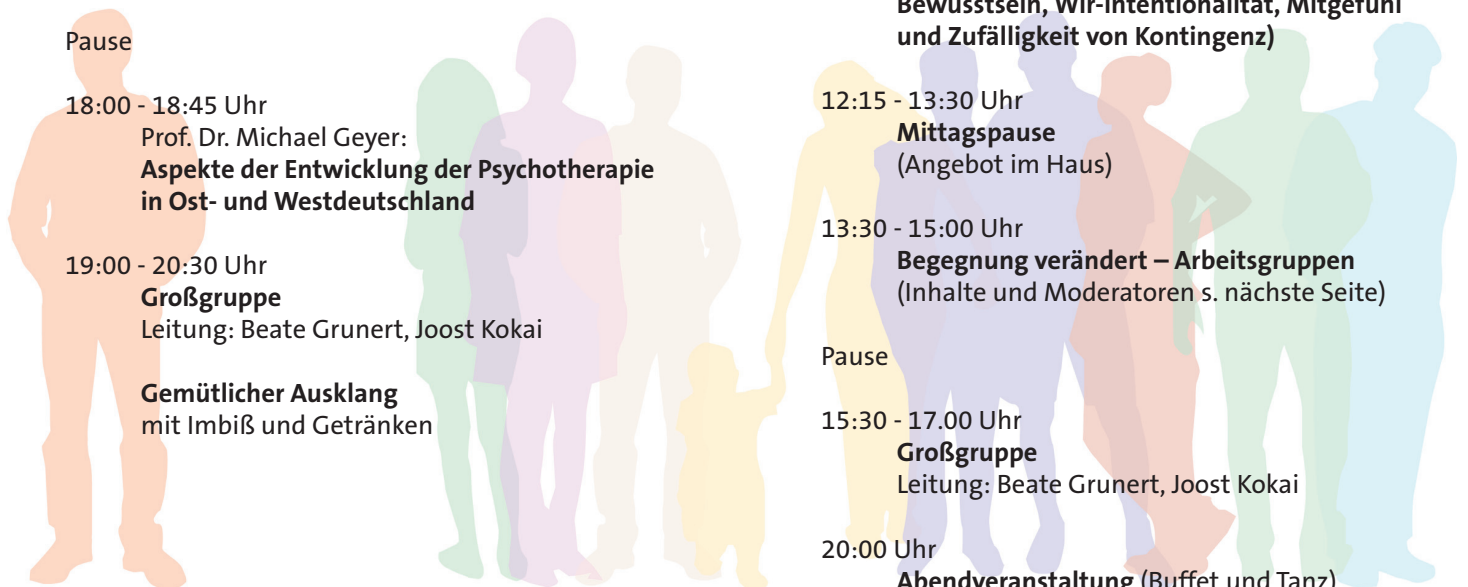 Pause
18:00 - 18:45 Uhr
Prof. Dr. Michael Geyer:
Aspekte der Entwicklung der Psychotherapie
in Ost- und Westdeutschland
19:00 - 20:30 Uhr
Großgruppe
Leitung: Beate Grunert, Joost Kokai
Gemütlicher Ausklang
mit Imbiß und Getränken
Bewusstsein, Wir-Intentionalität, Mitgefühl
und Zufälligkeit von Kontingenz)
12:15 - 13:30 Uhr
Mittagspause
(Angebot im Haus)
13:30 - 15:00 Uhr
Begegnung verändert – Arbeitsgruppen
(Inhalte und Moderatoren s. nächste Seite)
Pause
15:30 - 17.00 Uhr
Großgruppe
Leitung: Beate Grunert, Joost Kokai
20:00 Uhr
Abendveranstaltung (Buffet und Tanz)